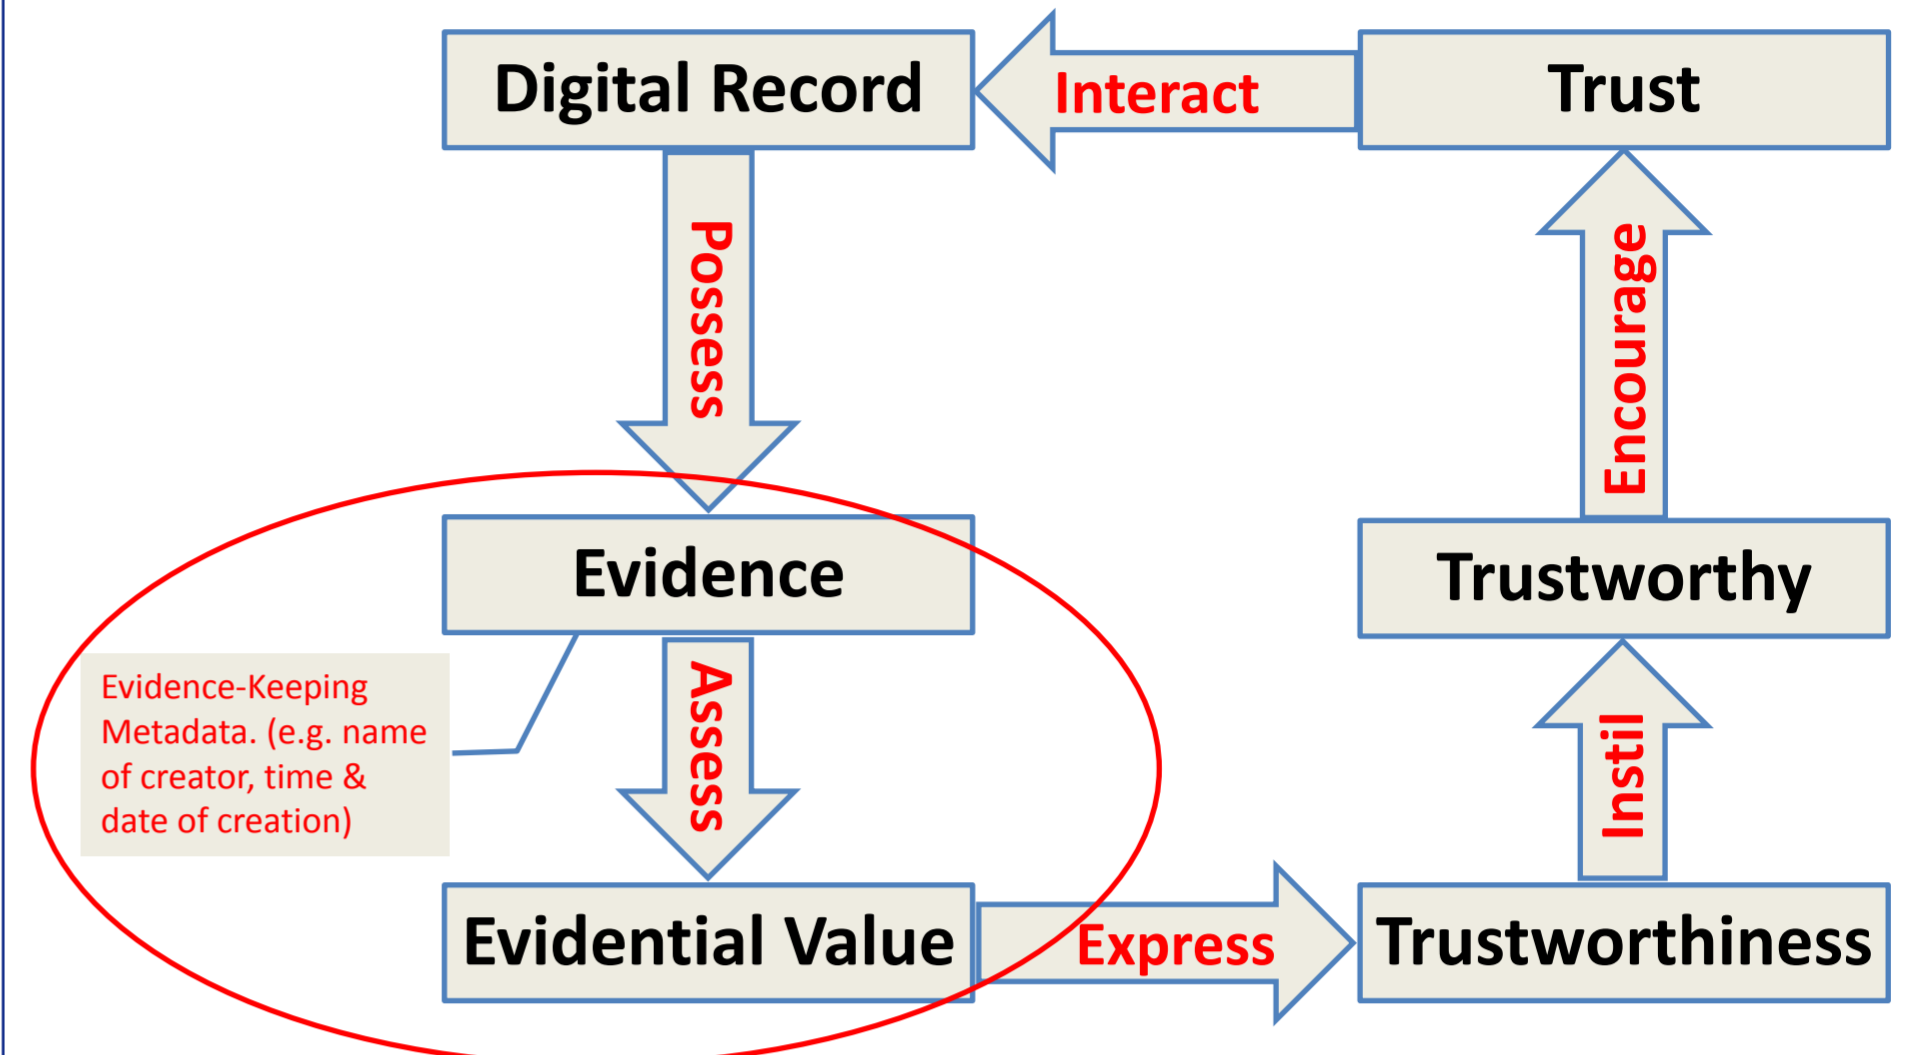 Digital Record
Interact
Trust
Possess
Encourage
Evidence
Trustworthy
Evidence-Keeping
Metadata. (e.g. name
of creator, time &
date of creation)
Assess
Instil
Evidential Value
Express
Trustworthiness